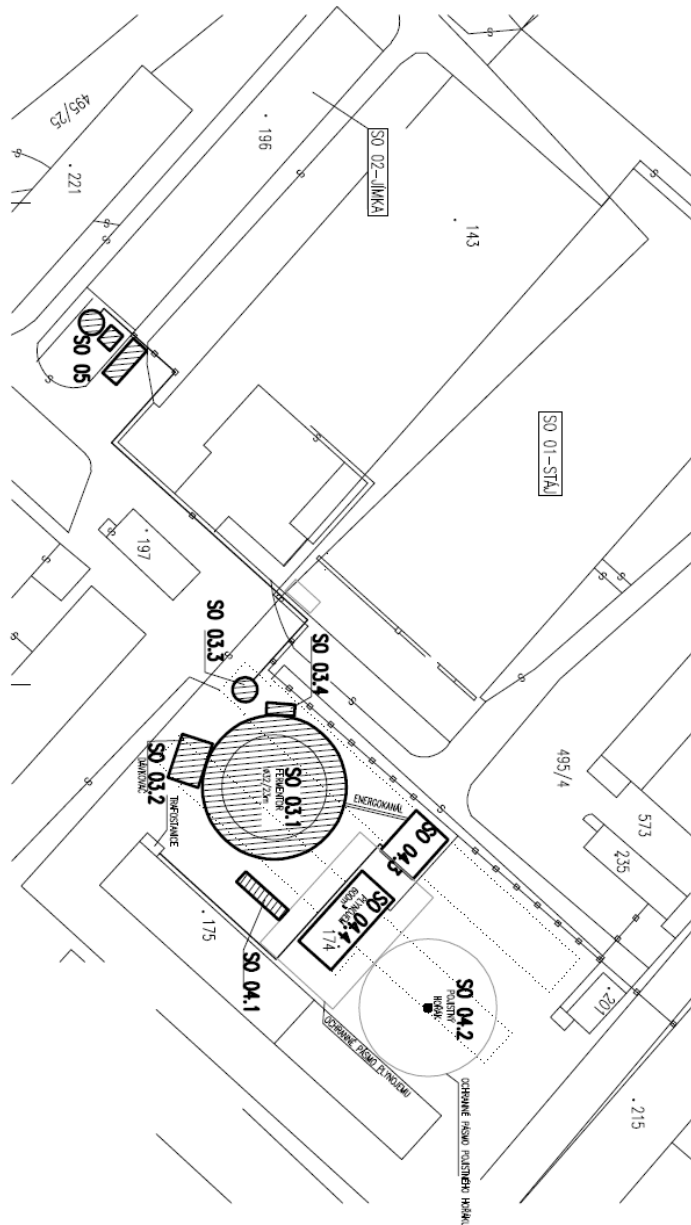 495/25
221
196
SO 02-JÍMKA
143
SO 05
SO 01-STÁJ
197
SO 03.3
SO 03.4
SO 03.1
FERMENTOR
SO 03.2
DÁVKOVAČ
TRAFOSTANICE
ENERGOKANÁL
495/4
573
235
SO 04.3
SO 04.4
PLYNOJEM
600m³
174
175
SO 04.1
SO 04.2
POJISTNÝ
HOŘÁK
201
215
OCHRANNÉ PÁSMO PLYNOJEMU
OCHRANNÉ PÁSMO POJISTNÉHO HOŘÁKU